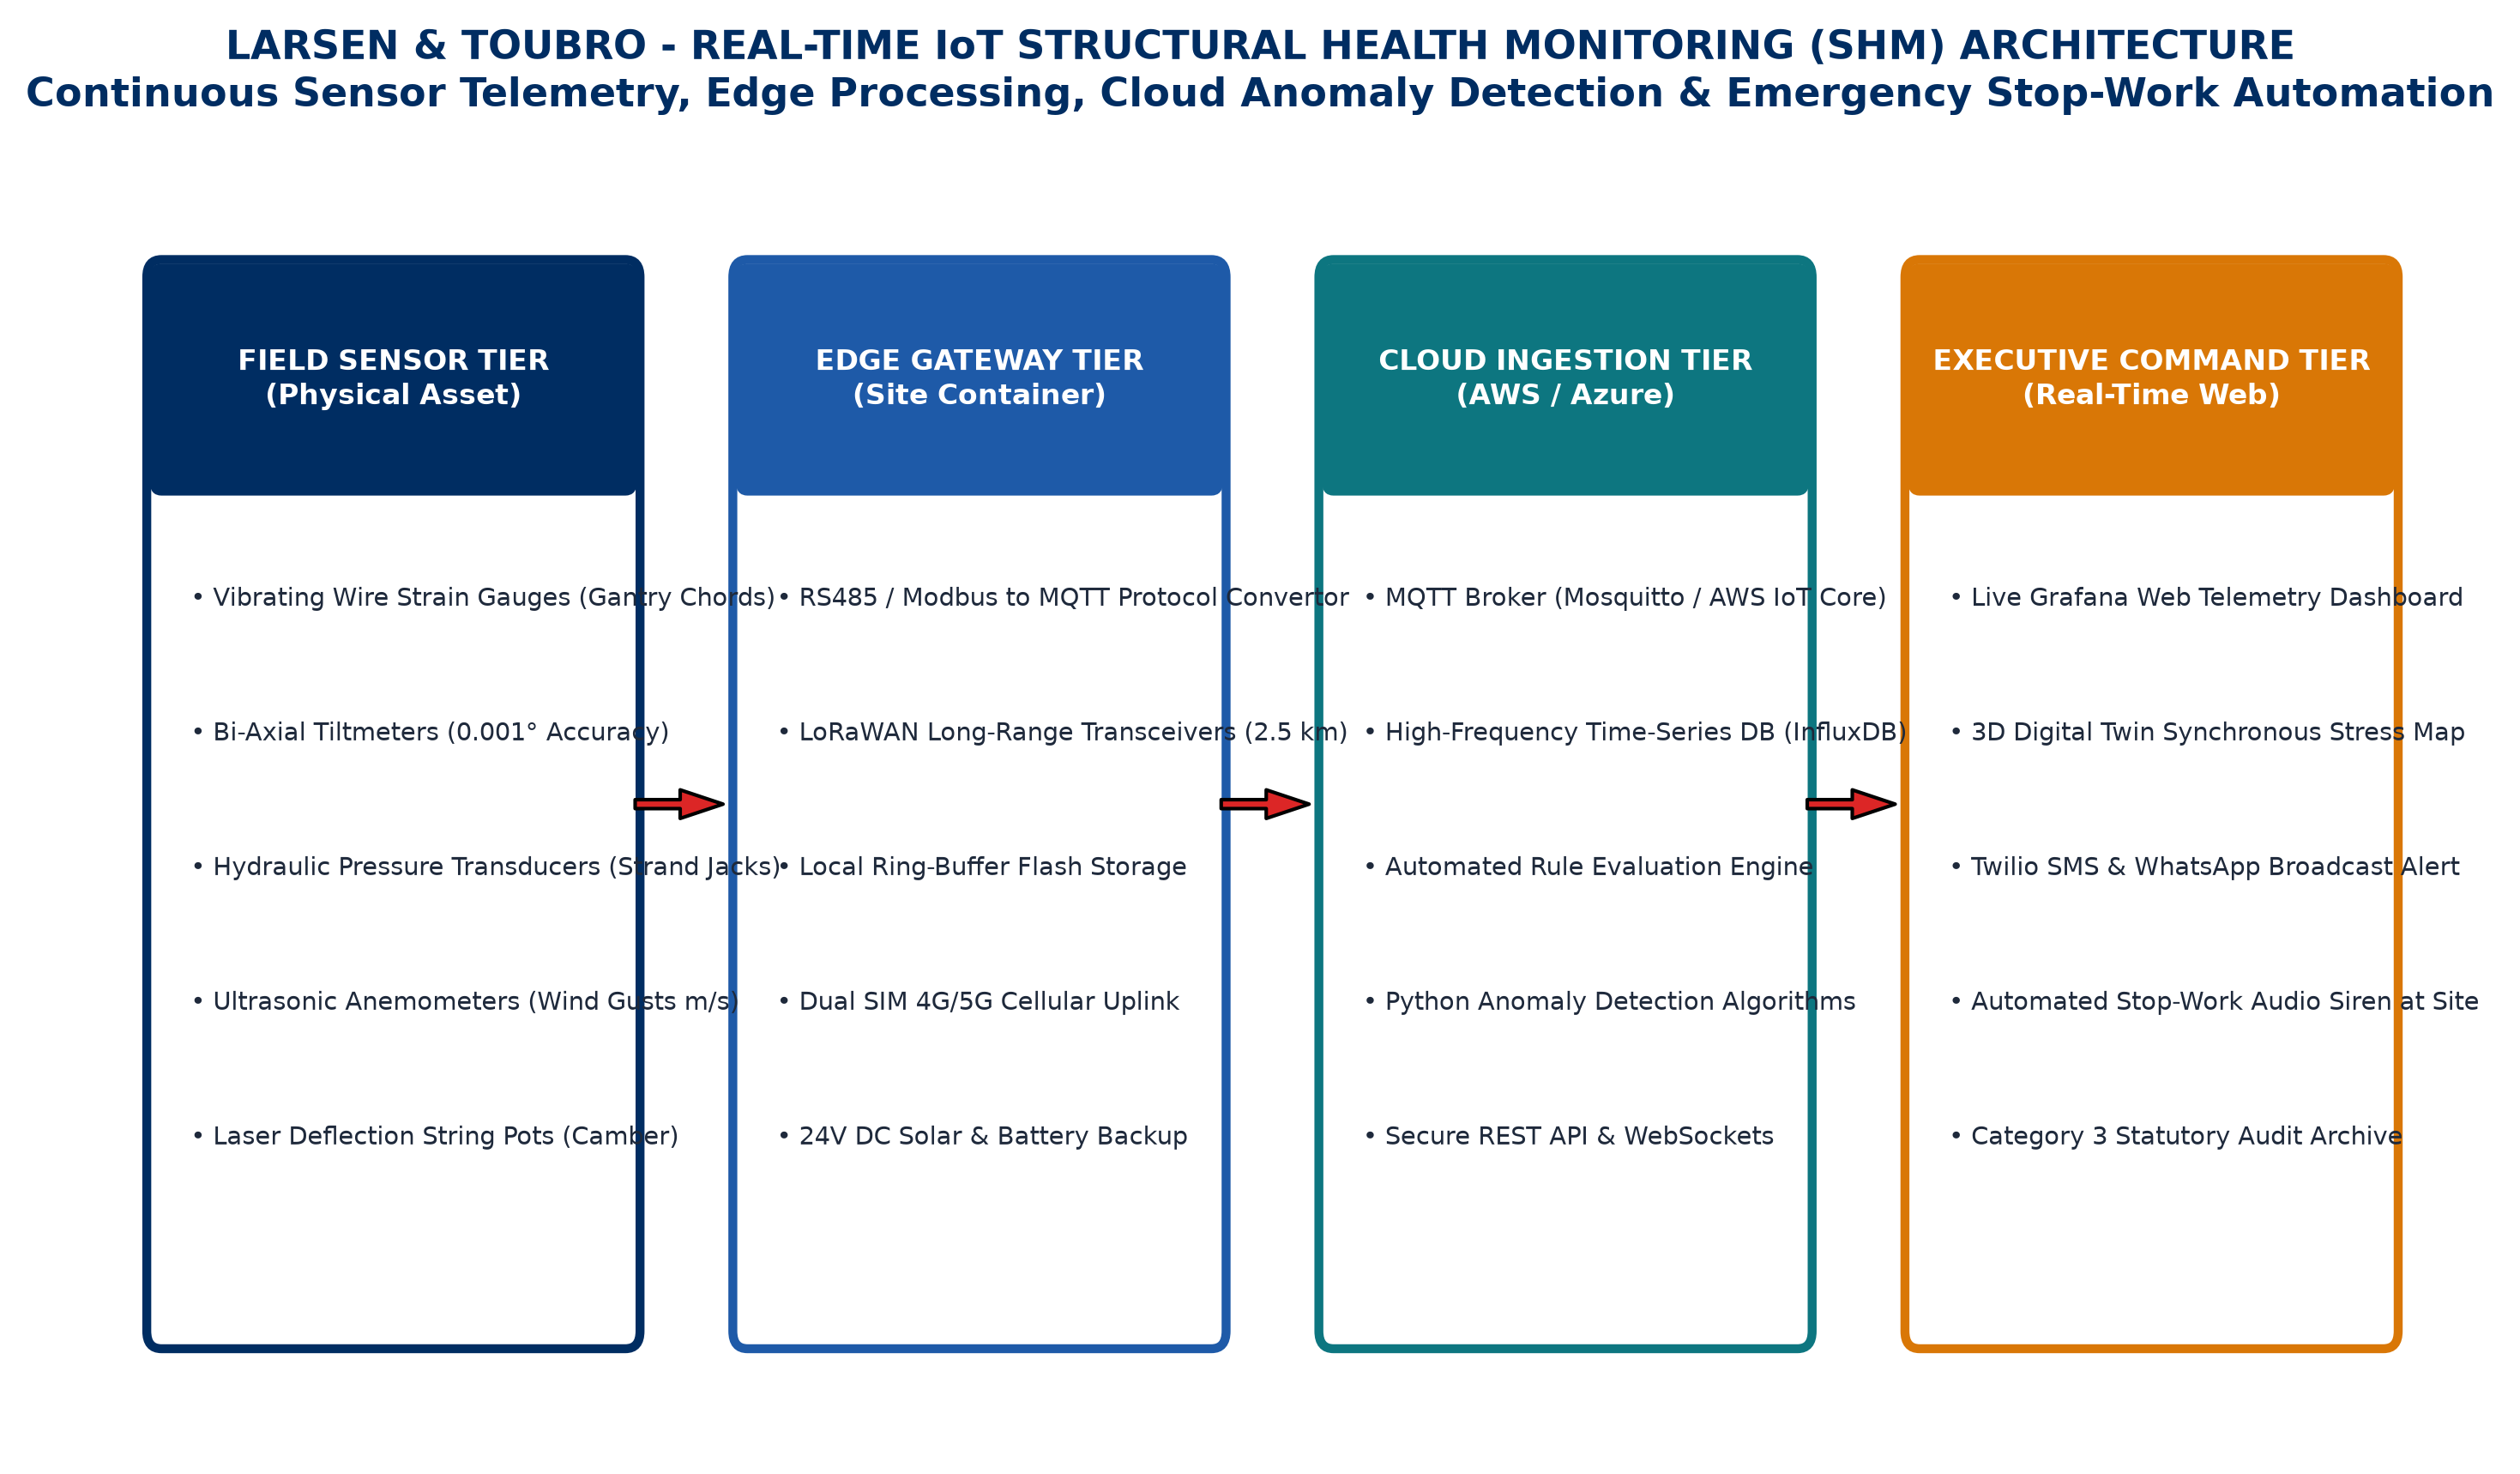 LARSEN & TOUBRO - REAL-TIME IoT STRUCTURAL HEALTH MONITORING (SHM) ARCHITECTURE
Continuous Sensor Telemetry, Edge Processing, Cloud Anomaly Detection & Emergency Stop-Work Automation
FIELD SENSOR TIER
(Physical Asset)
• Vibrating Wire Strain Gauges (Gantry Chords)
• Bi-Axial Tiltmeters (0.001° Accuracy)
• Hydraulic Pressure Transducers (Strand Jacks)
• Ultrasonic Anemometers (Wind Gusts m/s)
• Laser Deflection String Pots (Camber)
EDGE GATEWAY TIER
(Site Container)
• RS485 / Modbus to MQTT Protocol Convertor
• LoRaWAN Long-Range Transceivers (2.5 km)
• Local Ring-Buffer Flash Storage
• Dual SIM 4G/5G Cellular Uplink
• 24V DC Solar & Battery Backup
CLOUD INGESTION TIER
(AWS / Azure)
• MQTT Broker (Mosquitto / AWS IoT Core)
• High-Frequency Time-Series DB (InfluxDB)
• Automated Rule Evaluation Engine
• Python Anomaly Detection Algorithms
• Secure REST API & WebSockets
EXECUTIVE COMMAND TIER
(Real-Time Web)
• Live Grafana Web Telemetry Dashboard
• 3D Digital Twin Synchronous Stress Map
• Twilio SMS & WhatsApp Broadcast Alert
• Automated Stop-Work Audio Siren at Site
• Category 3 Statutory Audit Archive